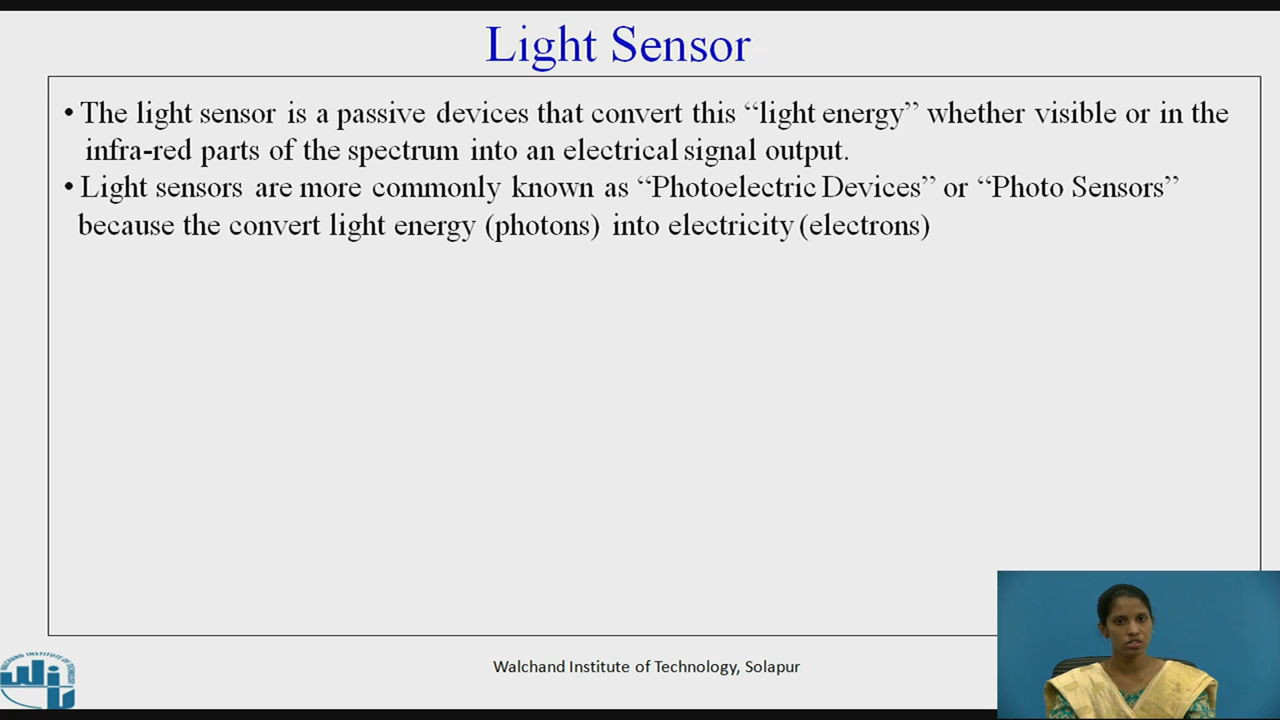 Light Sensor
• The light sensor is a passive devices that convert this “light energy” whether visible or in the
infra-red parts of the spectrum into an electrical signal output.
• Light sensors are more commonly known as “Photoelectric Devices” or “Photo Sensors”
because the convert light energy (photons) into electricity (electrons)
Walchand Institute of Technology, Solapur